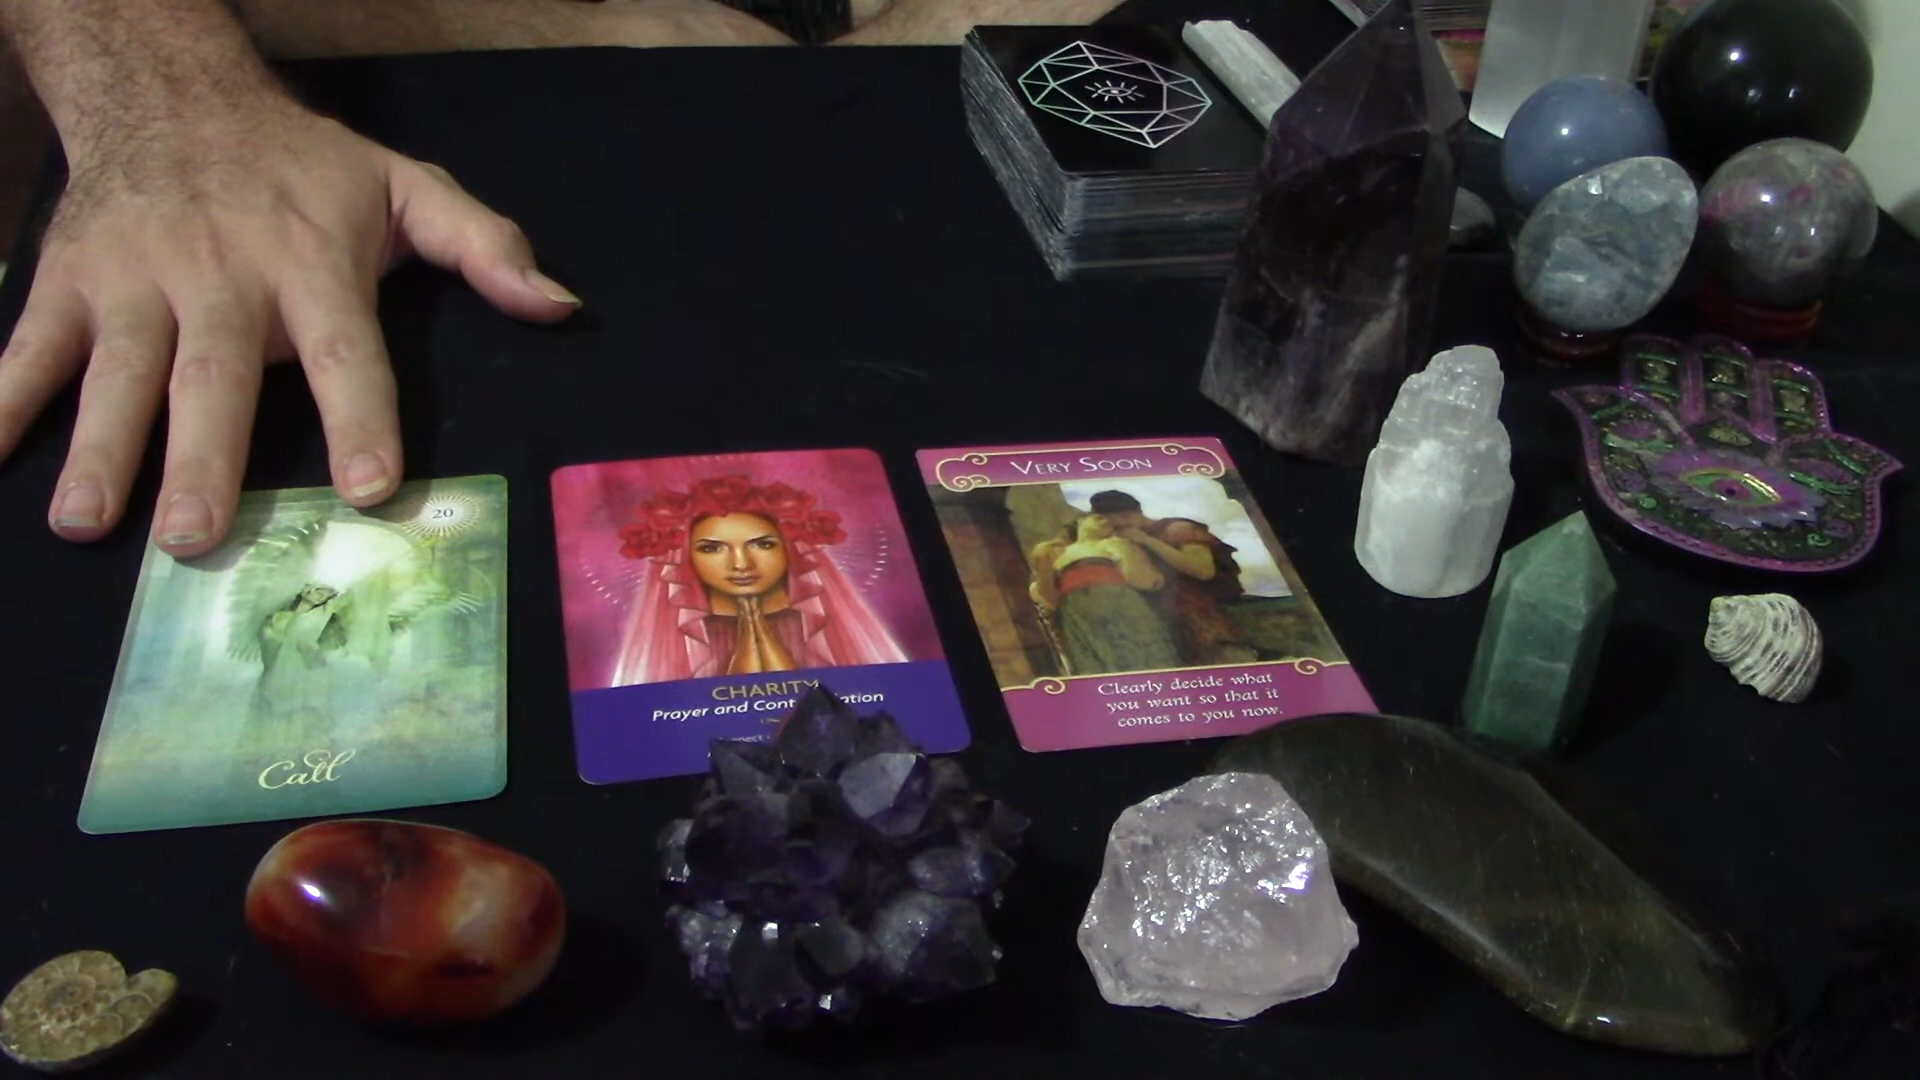 20
Call
CHARITY
Prayer and Cont
VERY SOON
Clearly decide what
you want so that it
comes to you now.